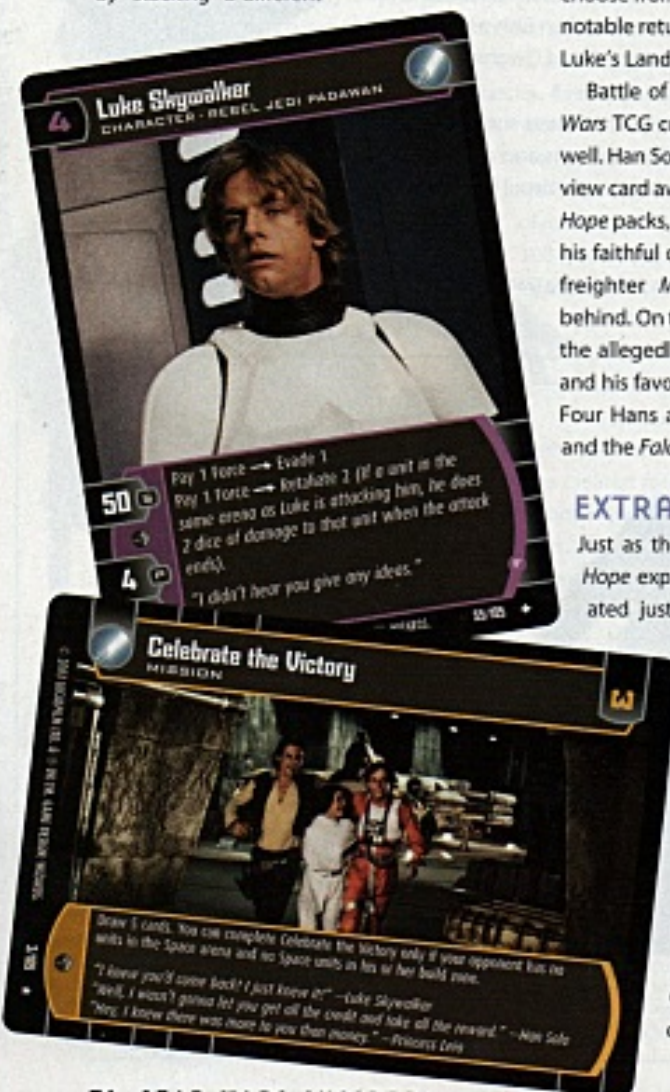 notable retu
Luke's Land
Battle of
Wars TCG c
well. Han So
view card av
Hope packs,
his faithful
freighter M
behind. On
the allegedl
and his favo
Four Hans a
and the Falc
EXTRA
Just as th
Hope exp
ated just
4
Luke Skywalker
CHARACTER - REBEL JEDI PADAWAN
Pay 1 Force → Evade 1
Pay 1 Force → Retaliate 2 (If a unit in the
same arena as Luke is attacking him, he does
2 dice of damage to that unit when the attack
ends).
"I didn't hear you give any ideas."
50
4
Celebrate the Victory
MISSION
3
Draw 5 cards. You can complete Celebrate the Victory only if your opponent has no
units in the Space arena and no Space units in his or her build zone.
"I knew you'd come back! I just knew it!" —Luke Skywalker
"Well, I wasn't gonna let you get all the credit and take all the reward." —Han Solo
"Hey, I knew there was more to you than money." —Princess Leia